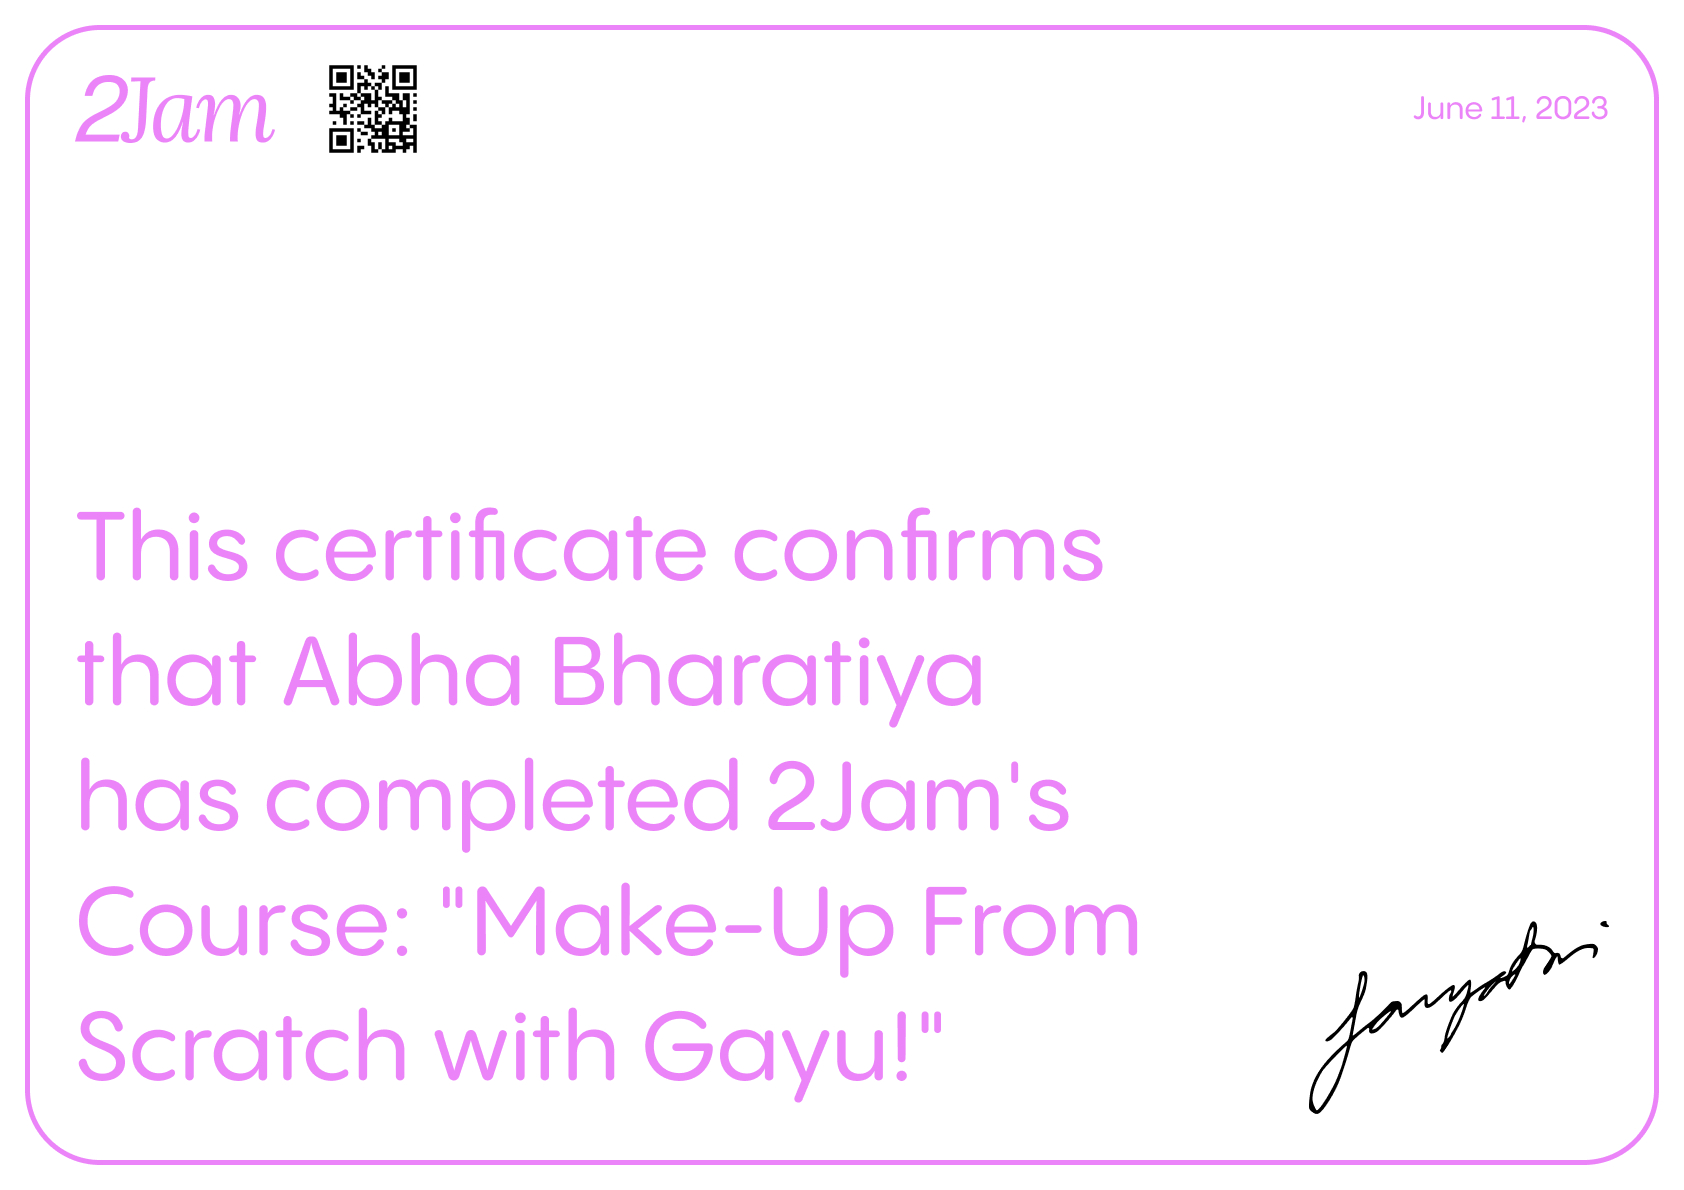 2Jam
June 11, 2023
This certificate confirms
that Abha Bharatiya
has completed 2Jam's
Course: "Make-Up From
Scratch with Gayu!"